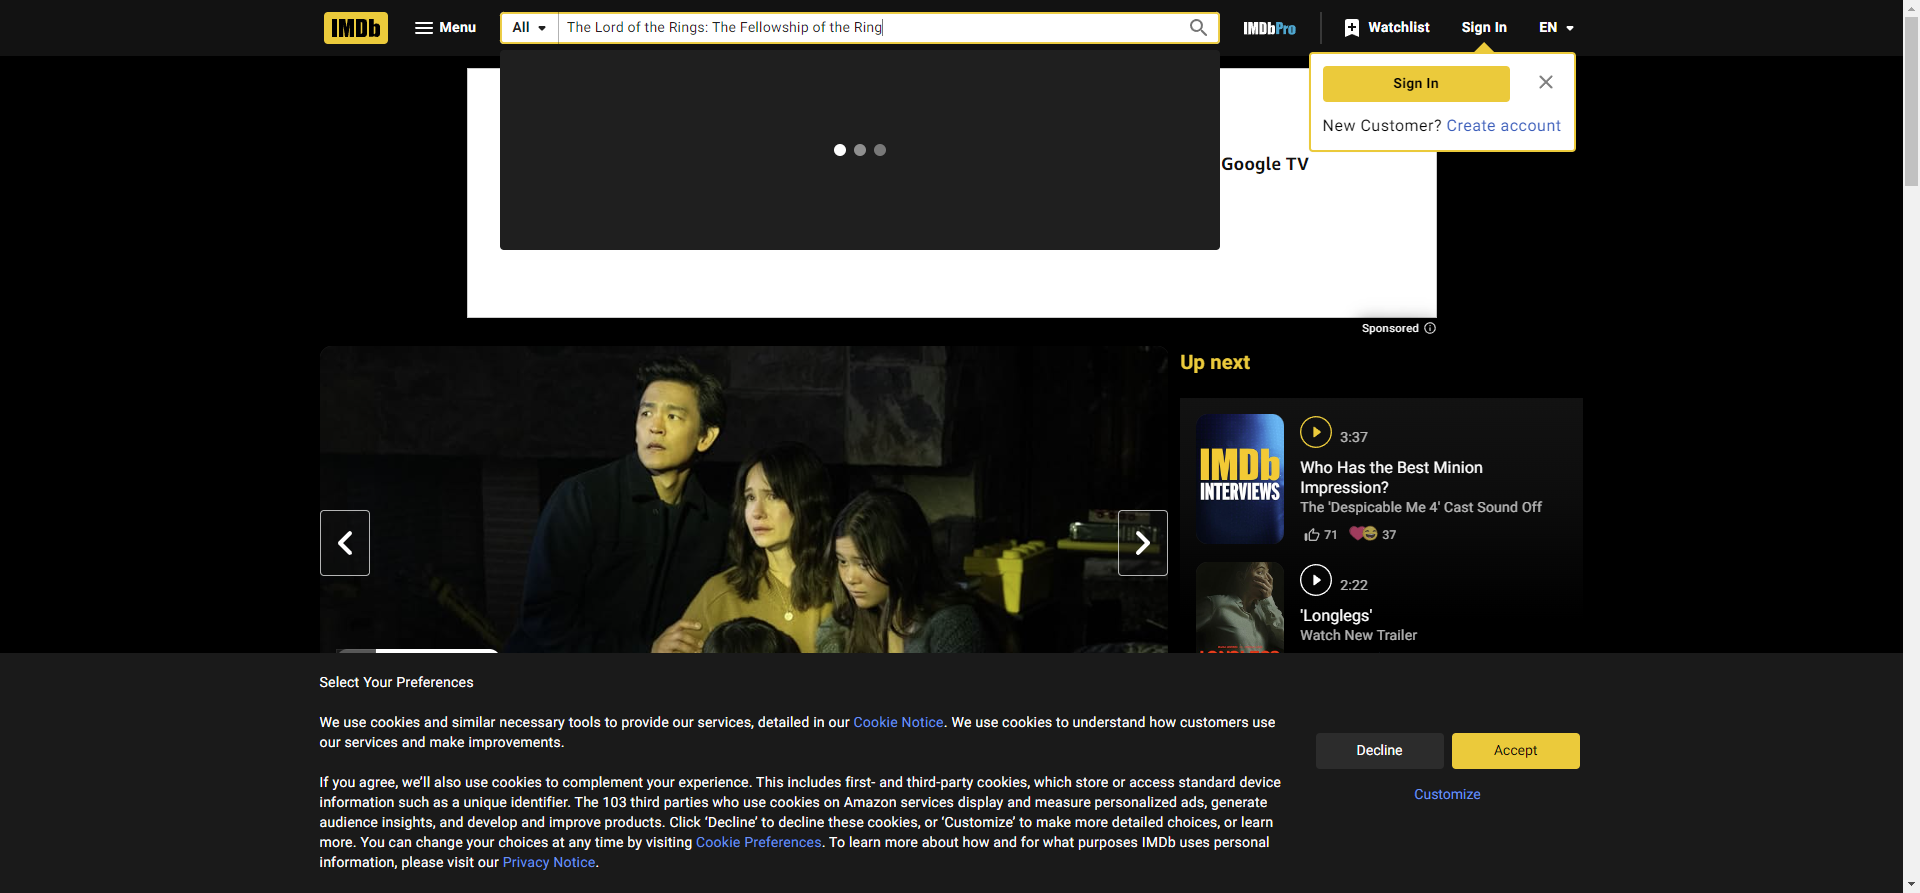 IMDb
Menu
All
The Lord of the Rings: The Fellowship of the Ring
IMDbPro
Watchlist
Sign In
EN
Sign In
New Customer? Create account
Google TV
Sponsored
Up next
IMDb
INTERVIEWS
3:37
Who Has the Best Minion
Impression?
The 'Despicable Me 4' Cast Sound Off
71
37
2:22
'Longlegs'
Watch New Trailer
Select Your Preferences
We use cookies and similar necessary tools to provide our services, detailed in our Cookie Notice. We use cookies to understand how customers use
our services and make improvements.
If you agree, we’ll also use cookies to complement your experience. This includes first- and third-party cookies, which store or access standard device
information such as a unique identifier. The 103 third parties who use cookies on Amazon services display and measure personalized ads, generate
audience insights, and develop and improve products. Click ‘Decline’ to decline these cookies, or ‘Customize’ to make more detailed choices, or learn
more. You can change your choices at any time by visiting Cookie Preferences. To learn more about how and for what purposes IMDb uses personal
information, please visit our Privacy Notice.
Decline
Accept
Customize